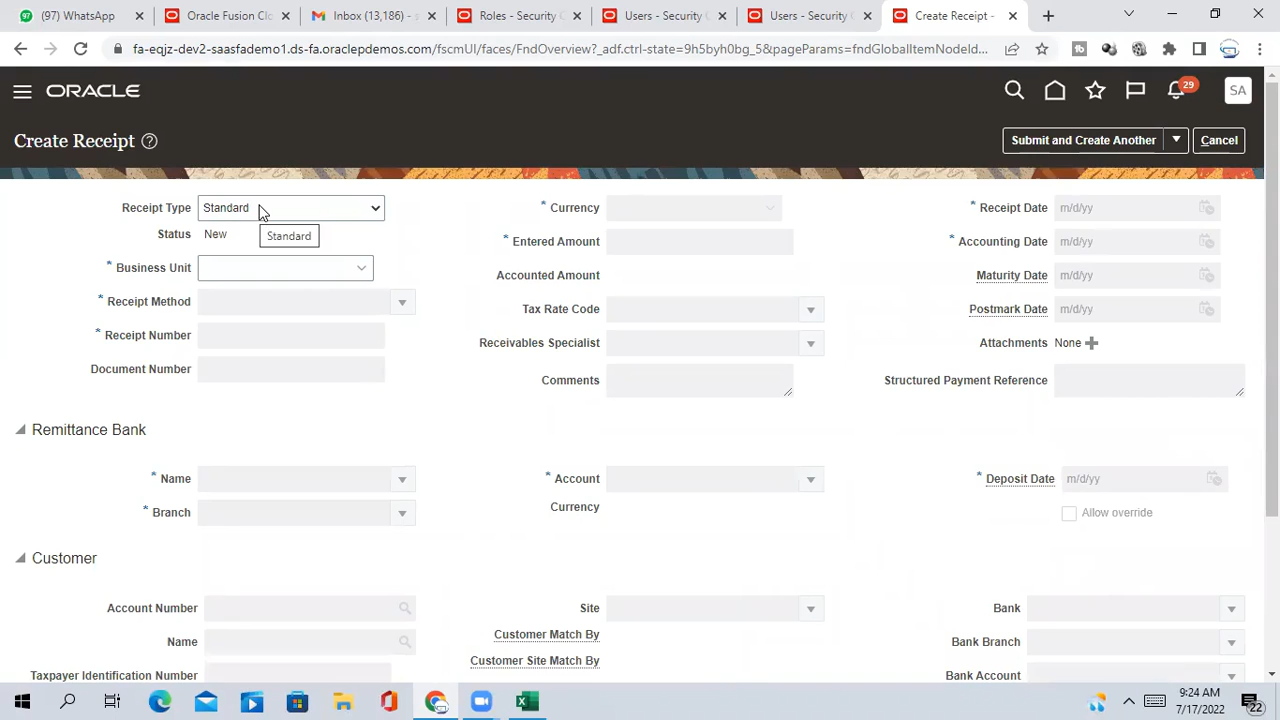 (97) WhatsApp
Oracle Fusion Clo
Inbox (13,186) - s
Roles - Security C
Users - Security C
Users - Security C
Create Receipt -
fa-eqjz-dev2-saasfademo1.ds-fa.oraclepdemos.com/fscmUI/faces/FndOverview?_adf.ctrl-state=9h5byh0bg_5&pageParams=fndGlobalItemNodeId...
ORACLE
29
SA
Create Receipt
Submit and Create Another
Cancel
Receipt Type Standard
* Currency
* Receipt Date m/d/yy
Status New
Standard
* Entered Amount
* Accounting Date m/d/yy
* Business Unit
Accounted Amount
Maturity Date m/d/yy
* Receipt Method
Tax Rate Code
Postmark Date m/d/yy
* Receipt Number
Receivables Specialist
Attachments None
Document Number
Comments
Structured Payment Reference
Remittance Bank
* Name
* Account
* Deposit Date m/d/yy
* Branch
Currency
Allow override
Customer
Account Number
Site
Bank
Name
Customer Match By
Bank Branch
Customer Site Match By
Taxpayer Identification Number
Bank Account
9:24 AM
7/17/2022
22